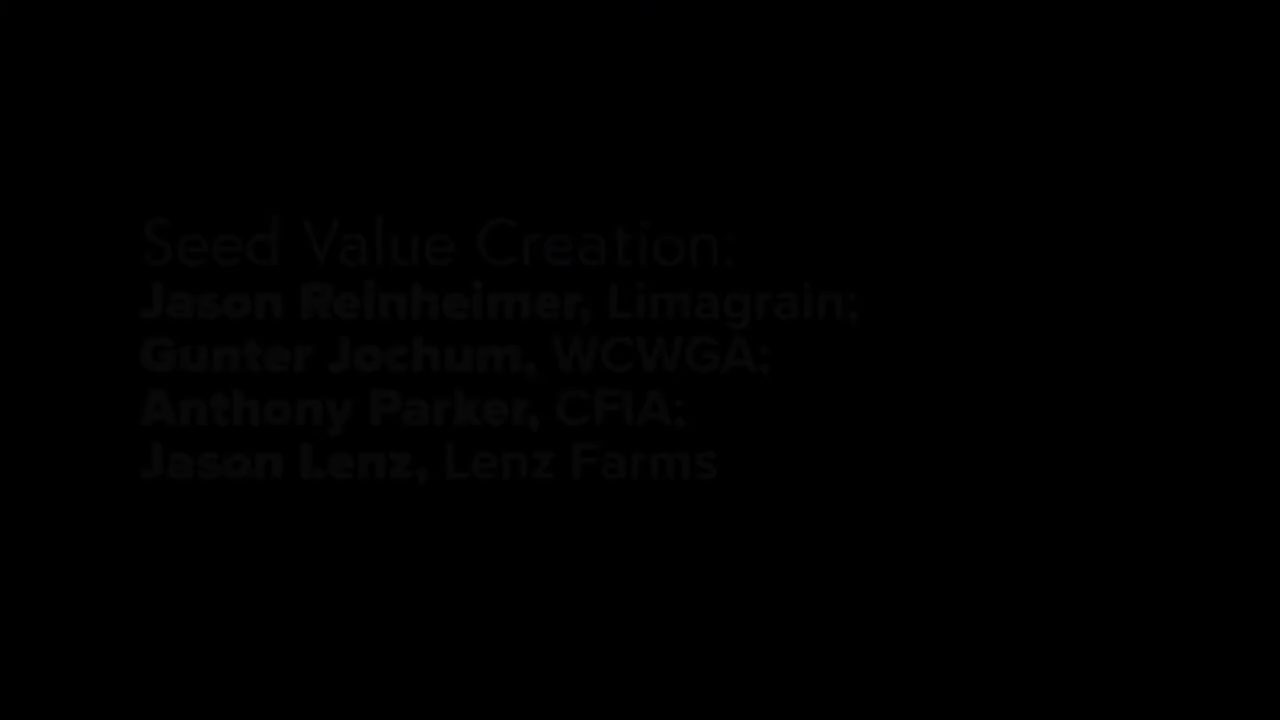 Seed Value Creation:
Jason Reinheimer, Limagrain;
Gunter Jochum, WCWGA;
Anthony Parker, CFIA;
Jason Lenz, Lenz Farms